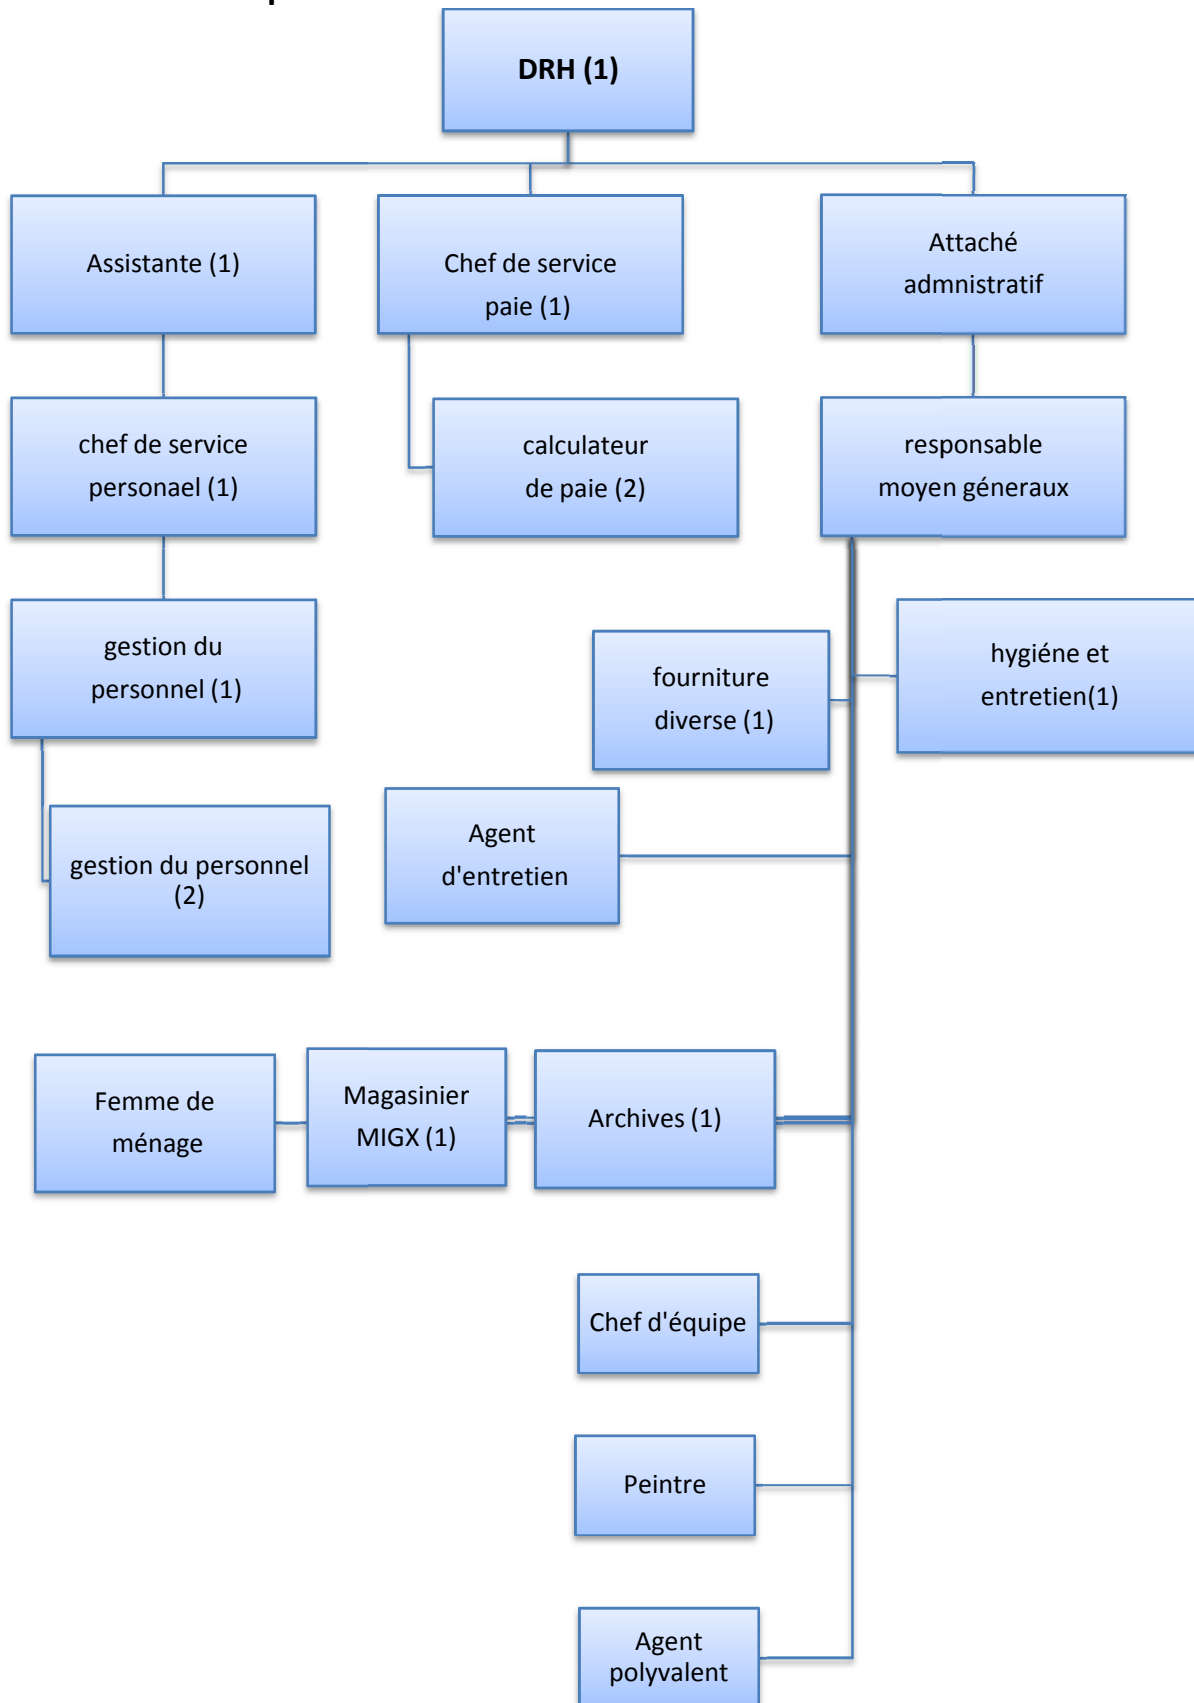 DRH (1)
Assistante (1)
Chef de service
paie (1)
Attaché
admnistratif
chef de service
personael (1)
calculateur
de paie (2)
responsable
moyen géneraux
gestion du
personnel (1)
fourniture
diverse (1)
hygiéne et
entretien(1)
gestion du personnel
(2)
Agent
d'entretien
Femme de
ménage
Magasinier
MIGX (1)
Archives (1)
Chef d'équipe
Peintre
Agent
polyvalent